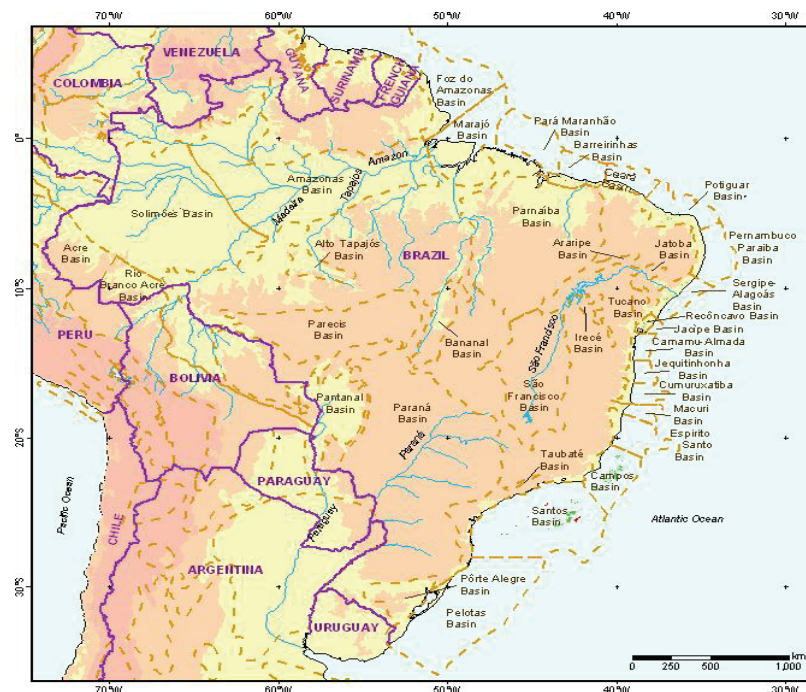 70°W
60°W
50°W
40°W
30°W
VENEZUELA
COLOMBIA
GUYANA
SURINAME
FRENCH
GUIANA
Foz do
Amazonas
Basin
Marajó
Basin
Pará Maranhão
Basin
Barreirinhas
Basin
Ceará
Basin
0°
Amazon
Amazonas
Basin
Tapajos
Madeira
Solimões Basin
Potiguar
Basin
Parnaíba
Basin
Pernambuco
Paraiba
Basin
Acre
Basin
Rio
Branco Acre
Basin
Alto Tapajós
Basin
BRAZIL
Araripe
Basin
Jatoba
Basin
10°S
Sergipe-
Alagoás
Basin
Tucano
Basin
Recôncavo Basin
PERU
Parecis
Basin
Bananal
Basin
São Francisco
Irecé
Basin
Jacipe Basin
Camamu-Almada
Basin
Jequitinhonha
Basin
BOLIVIA
Cumuruxatiba
Basin
Pantanal
Basin
Paraná
Basin
São
Francisco
Basin
Macuri
Basin
20°S
Paraná
Espirito
Santo
Basin
Taubaté
Basin
PARAGUAY
Campos
Basin
Pacific Ocean
CHILE
Paraguay
Santos
Basin
Atlantic Ocean
ARGENTINA
30°S
Pôrte Alegre
Basin
URUGUAY
Pelotas
Basin
km
0 250 500 1,000
70°W
60°W
50°W
40°W
30°W